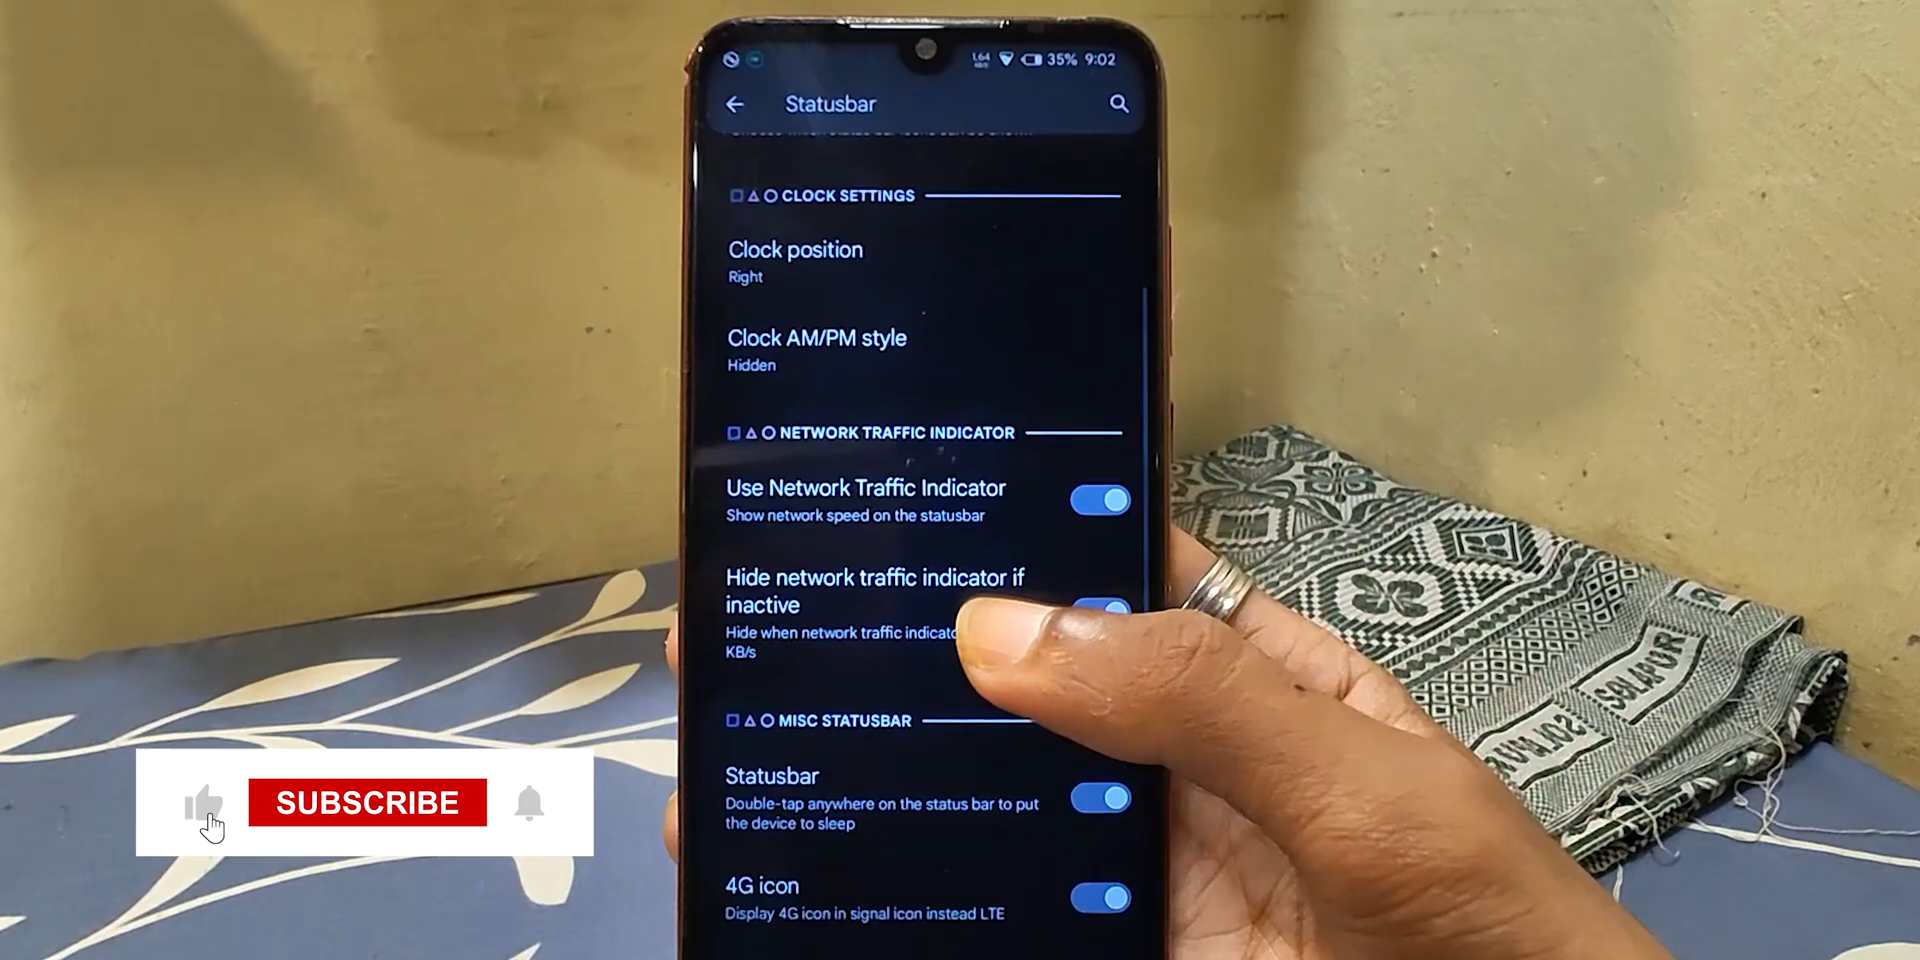 1.64
35% 9:02
Statusbar
CLOCK SETTINGS
Clock position
Right
Clock AM/PM style
Hidden
NETWORK TRAFFIC INDICATOR
Use Network Traffic Indicator
Show network speed on the statusbar
Hide network traffic indicator if
inactive
Hide when network traffic
KB/s
MISC STATUSBAR
Statusbar
Double-tap anywhere on the status bar to put
the device to sleep
4G icon
Display 4G icon in signal icon instead LTE
SUBSCRIBE
SOLAPUR
SOLAPUR